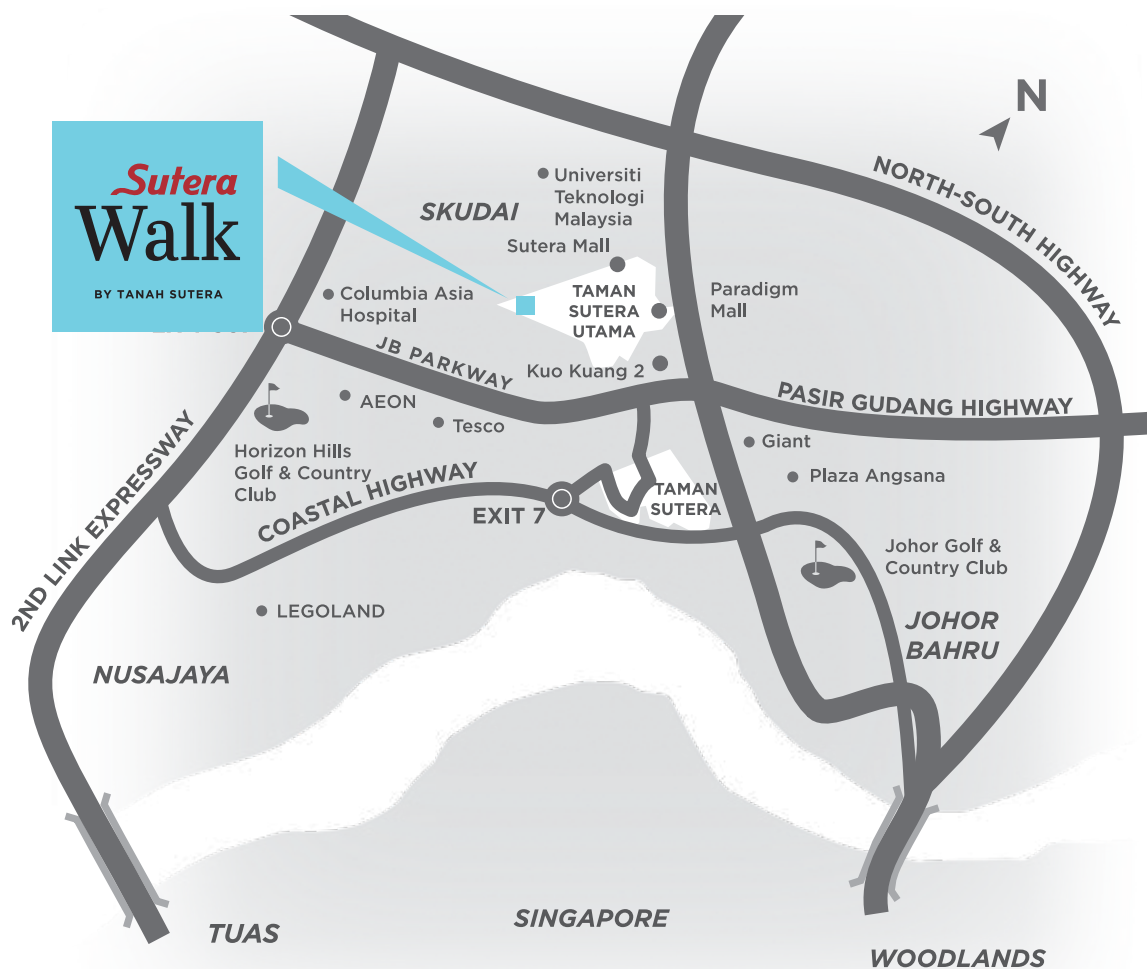 N
Sutera
Walk
BY TANAH SUTERA
NORTH-SOUTH HIGHWAY
SKUDAI
Universiti
Teknologi
Malaysia
Sutera Mall
Columbia Asia
Hospital
TAMAN
SUTERA
UTAMA
Paradigm
Mall
JB PARKWAY
Kuo Kuang 2
PASIR GUDANG HIGHWAY
AEON
Tesco
Giant
Horizon Hills
Golf & Country
Club
Plaza Angsana
2ND LINK EXPRESSWAY
COASTAL HIGHWAY
EXIT 7
TAMAN
SUTERA
Johor Golf &
Country Club
LEGOLAND
JOHOR
BAHRU
NUSAJAYA
SINGAPORE
TUAS
WOODLANDS